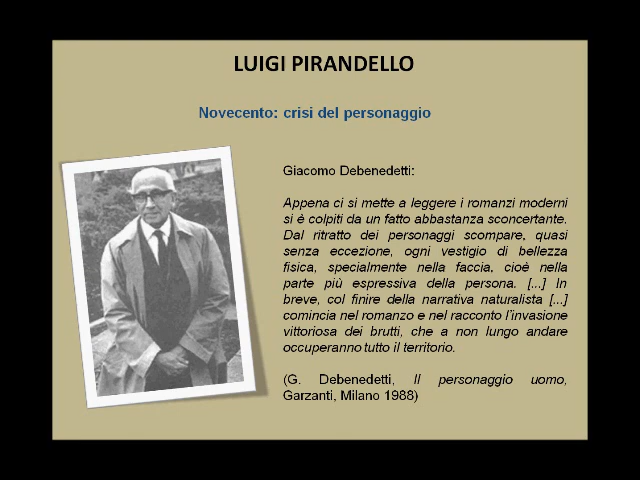 LUIGI PIRANDELLO
Novecento: crisi del personaggio
Giacomo Debenedetti:
Appena ci si mette a leggere i romanzi moderni
si è colpiti da un fatto abbastanza sconcertante.
Dal ritratto dei personaggi scompare, quasi
senza eccezione, ogni vestigio di bellezza
fisica, specialmente nella faccia, cioè nella
parte più espressiva della persona. [...] In
breve, col finire della narrativa naturalista [...]
comincia nel romanzo e nel racconto l'invasione
vittoriosa dei brutti, che a non lungo andare
occuperanno tutto il territorio.
(G. Debenedetti, Il personaggio uomo,
Garzanti, Milano 1988)